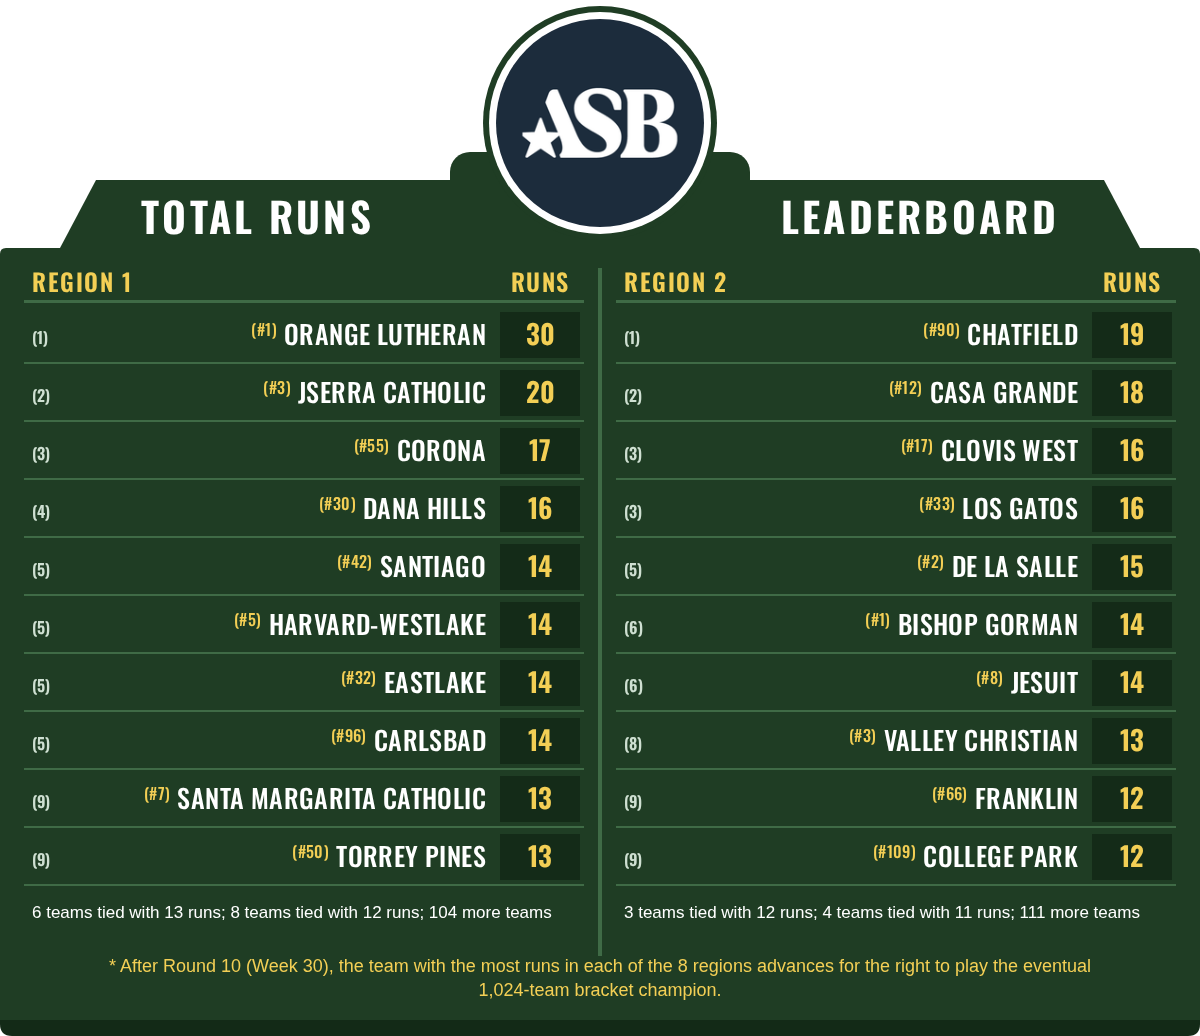 ASB
TOTAL RUNS
LEADERBOARD
REGION 1 RUNS
(1) (#1) ORANGE LUTHERAN 30
(2) (#3) JSERRA CATHOLIC 20
(3) (#55) CORONA 17
(4) (#30) DANA HILLS 16
(5) (#42) SANTIAGO 14
(5) (#5) HARVARD-WESTLAKE 14
(5) (#32) EASTLAKE 14
(5) (#96) CARLSBAD 14
(9) (#7) SANTA MARGARITA CATHOLIC 13
(9) (#50) TORREY PINES 13
6 teams tied with 13 runs; 8 teams tied with 12 runs; 104 more teams
REGION 2 RUNS
(1) (#90) CHATFIELD 19
(2) (#12) CASA GRANDE 18
(3) (#17) CLOVIS WEST 16
(3) (#33) LOS GATOS 16
(5) (#2) DE LA SALLE 15
(6) (#1) BISHOP GORMAN 14
(6) (#8) JESUIT 14
(8) (#3) VALLEY CHRISTIAN 13
(9) (#66) FRANKLIN 12
(9) (#109) COLLEGE PARK 12
3 teams tied with 12 runs; 4 teams tied with 11 runs; 111 more teams
* After Round 10 (Week 30), the team with the most runs in each of the 8 regions advances for the right to play the eventual
1,024-team bracket champion.